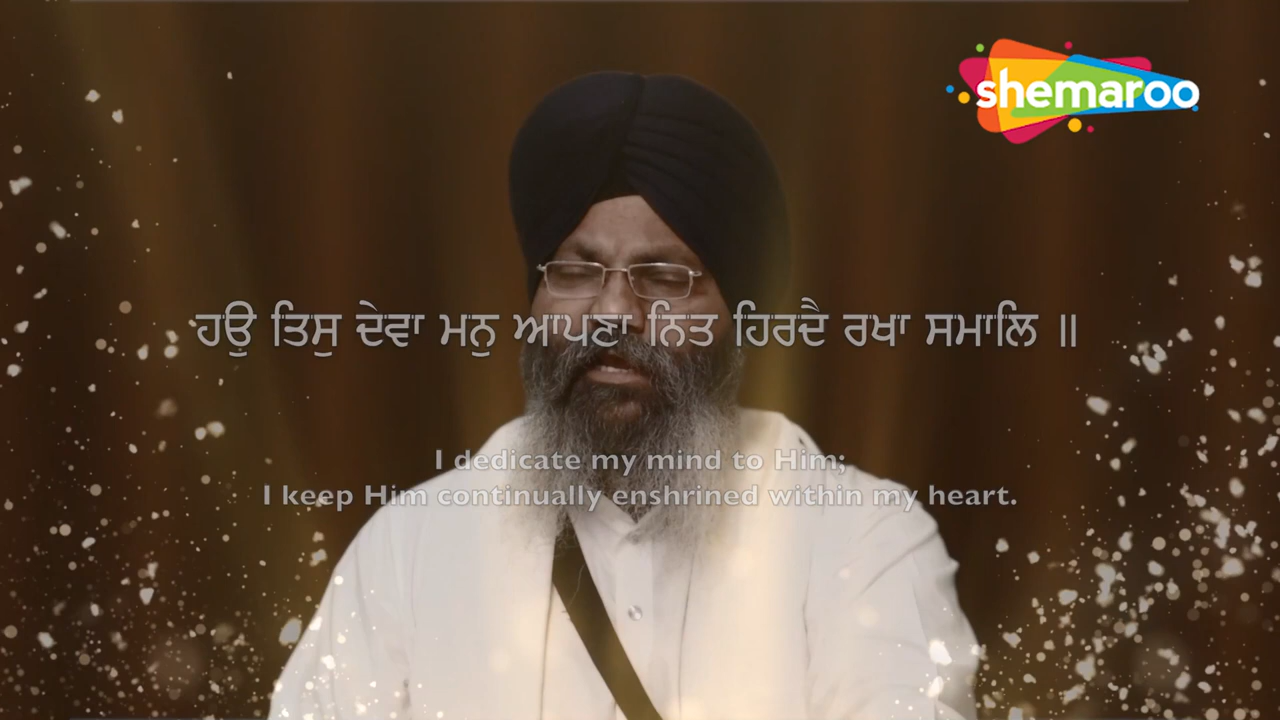 shemaroo
ਹਉ ਤਿਸੁ ਦੇਵਾ ਮਨੁ ਆਪਣਾ ਨਿਤ ਹਿਰਦੈ ਰਖਾ ਸਮਾਲਿ ॥
I dedicate my mind to Him;
I keep Him continually enshrined within my heart.